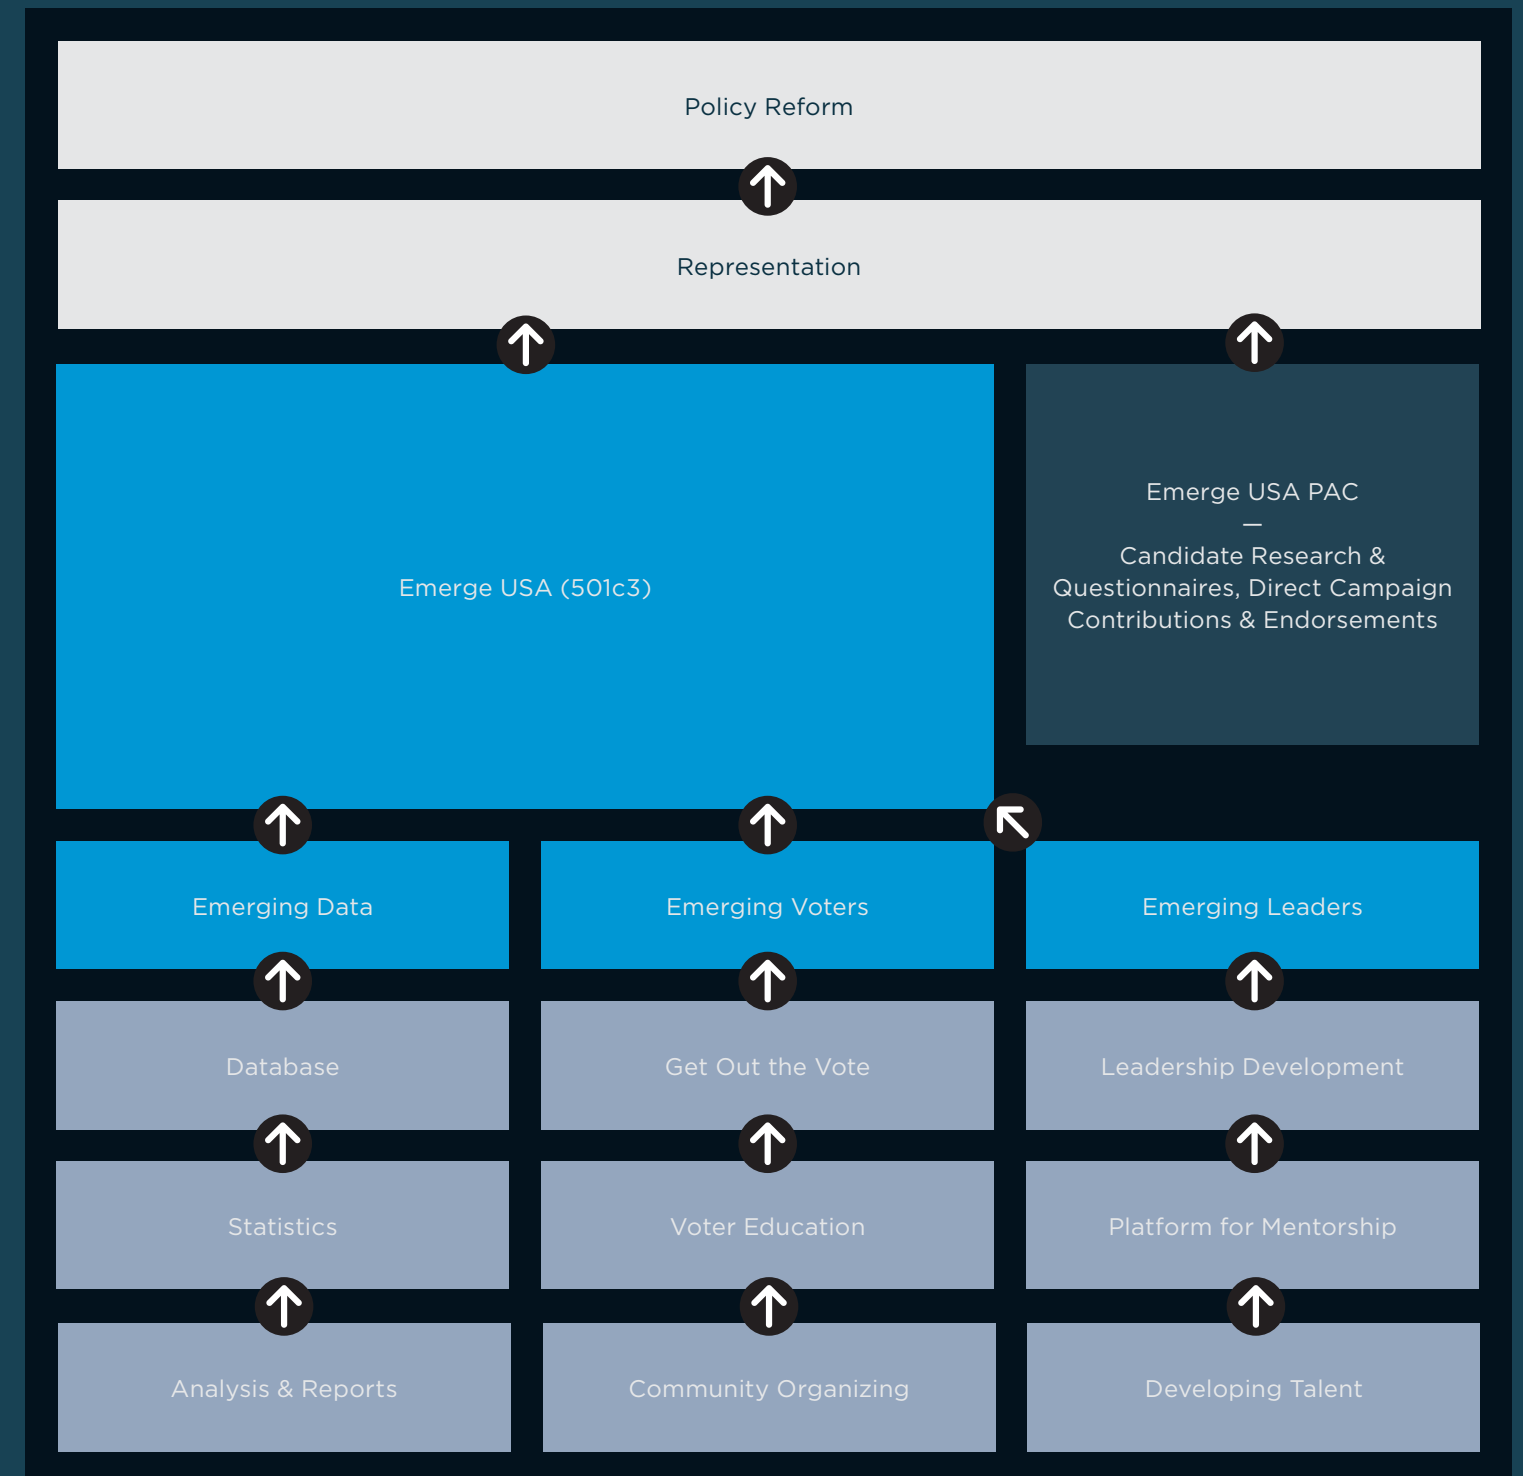 Policy Reform
Representation
Emerge USA (501c3)
Emerge USA PAC
—
Candidate Research &
Questionnaires, Direct Campaign
Contributions & Endorsements
Emerging Data
Emerging Voters
Emerging Leaders
Database
Get Out the Vote
Leadership Development
Statistics
Voter Education
Platform for Mentorship
Analysis & Reports
Community Organizing
Developing Talent